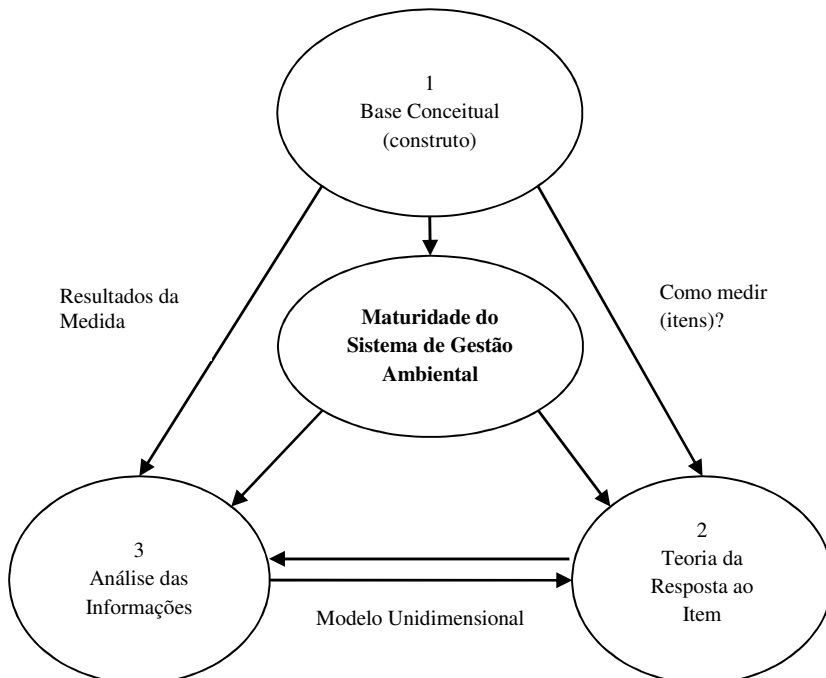 1
Base Conceitual
(construto)
Resultados da
Medida
Como medir
(itens)?
Maturidade do
Sistema de Gestão
Ambiental
3
Análise das
Informações
2
Teoria da
Resposta ao
Item
Modelo Unidimensional